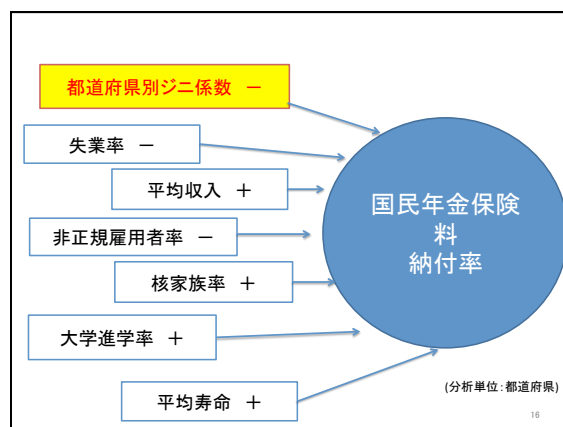 都道府県別ジニ係数 −
失業率 −
平均収入 +
非正規雇用者率 −
核家族率 +
大学進学率 +
平均寿命 +
国民年金保険
料
納付率
(分析単位:都道府県)
16